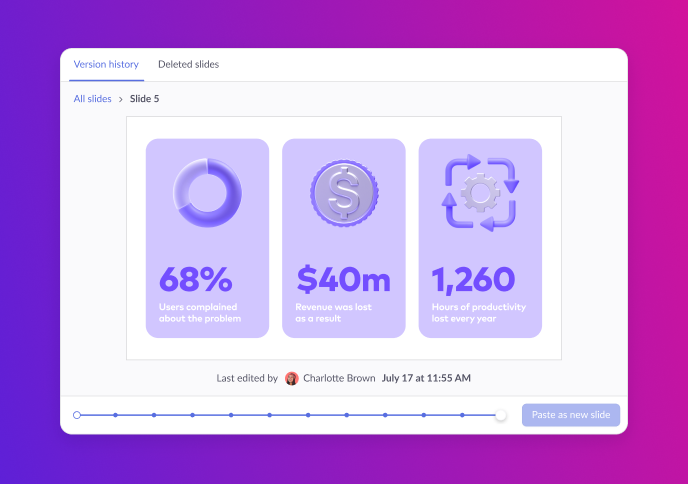 Version history
Deleted slides
All slides > Slide 5
$
68%
Users complained
about the problem
$40m
Revenue was lost
as a result
1,260
Hours of productivity
lost every year
Last edited by Charlotte Brown July 17 at 11:55 AM
Paste as new slide